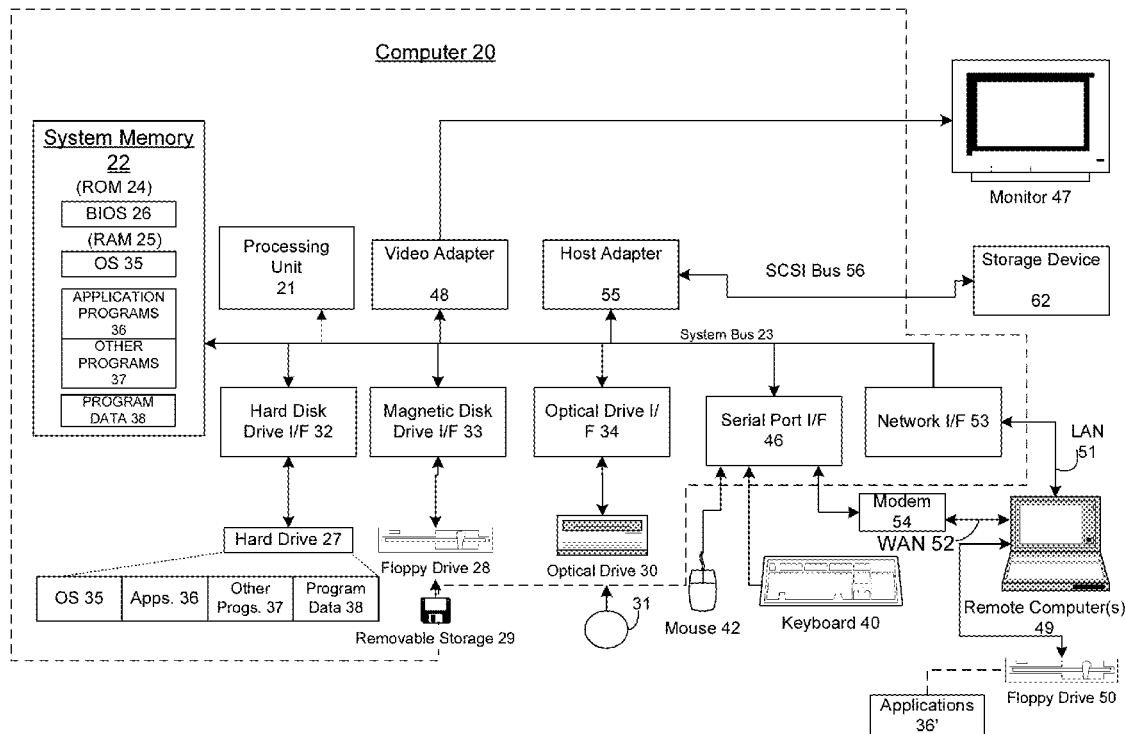 Computer 20
System Memory
22
(ROM 24)
BIOS 26
(RAM 25)
OS 35
APPLICATION
PROGRAMS
36
OTHER
PROGRAMS
37
PROGRAM
DATA 38
Processing
Unit
21
Video Adapter
48
Host Adapter
55
SCSI Bus 56
Monitor 47
Storage Device
62
System Bus 23
Hard Disk
Drive I/F 32
Magnetic Disk
Drive I/F 33
Optical Drive I/
F 34
Serial Port I/F
46
Network I/F 53
LAN
51
Hard Drive 27
Floppy Drive 28
Optical Drive 30
Modem
54
WAN 52
OS 35
Apps. 36
Other
Progs. 37
Program
Data 38
Removable Storage 29
31
Mouse 42
Keyboard 40
Remote Computer(s)
49
Floppy Drive 50
Applications
36'